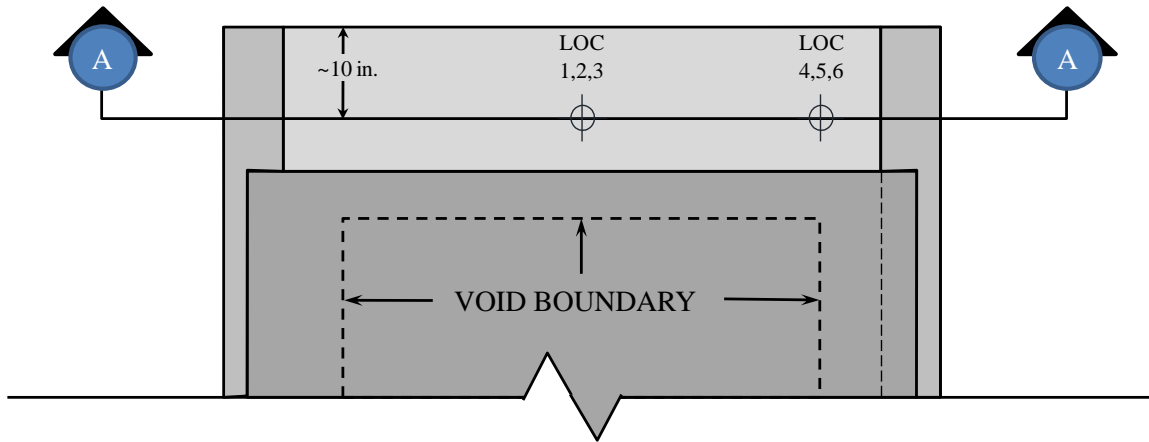 A
A
~10 in.
LOC
1,2,3
LOC
4,5,6
VOID BOUNDARY